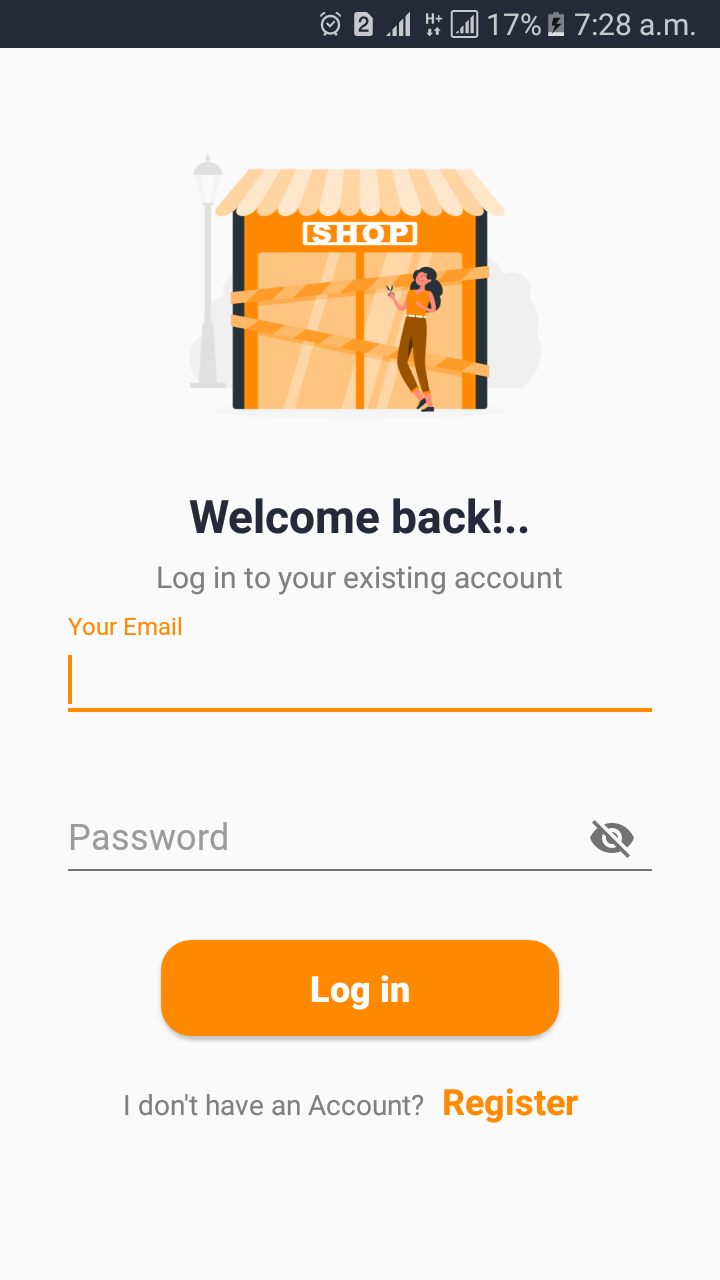 2 H+ 17% 7:28 a.m.
SHOP
Welcome back!..
Log in to your existing account
Your Email
Password
Log in
I don't have an Account? Register